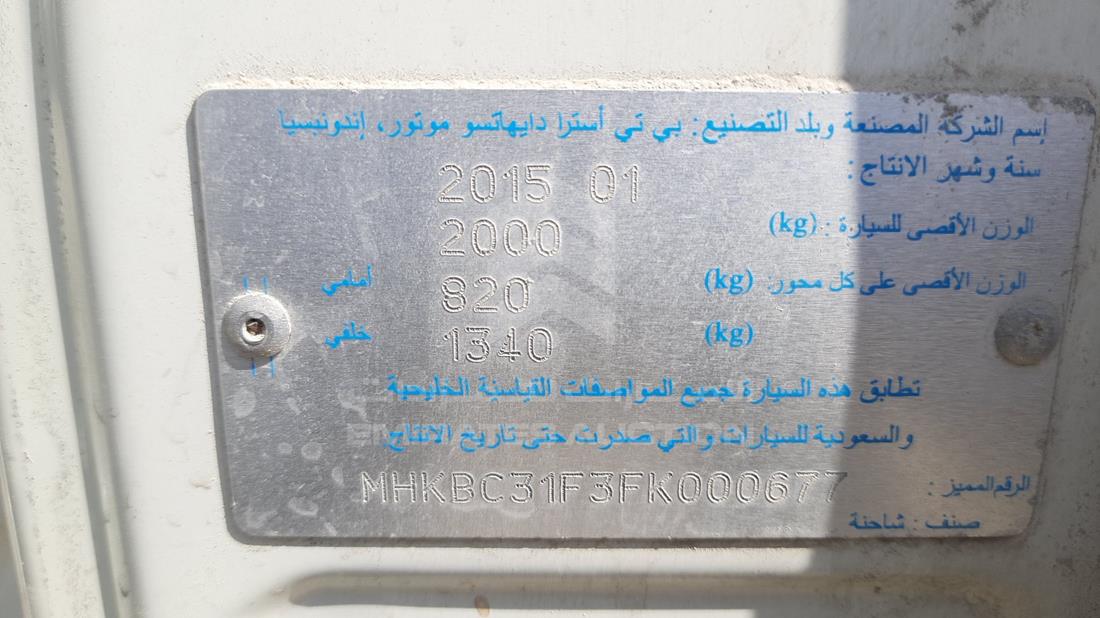 إسم الشركة المصنعة وبلد التصنيع: بي تي أسترا دايهاتسو موتور، إندونيسيا
سنة وشهر الانتاج : 2015 01
الوزن الأقصى للسيارة : (kg) 2000
الوزن الأقصى على كل محور: (kg) 820 أمامي
(kg) 1340 خلفي
تطابق هذه السيارة جميع المواصفات القياسية الخليجية
والسعودية للسيارات والتي صدرت حتى تاريخ الانتاج.
الرقم المميز : MHKBC31F3FK000677
صنف : شاحنة